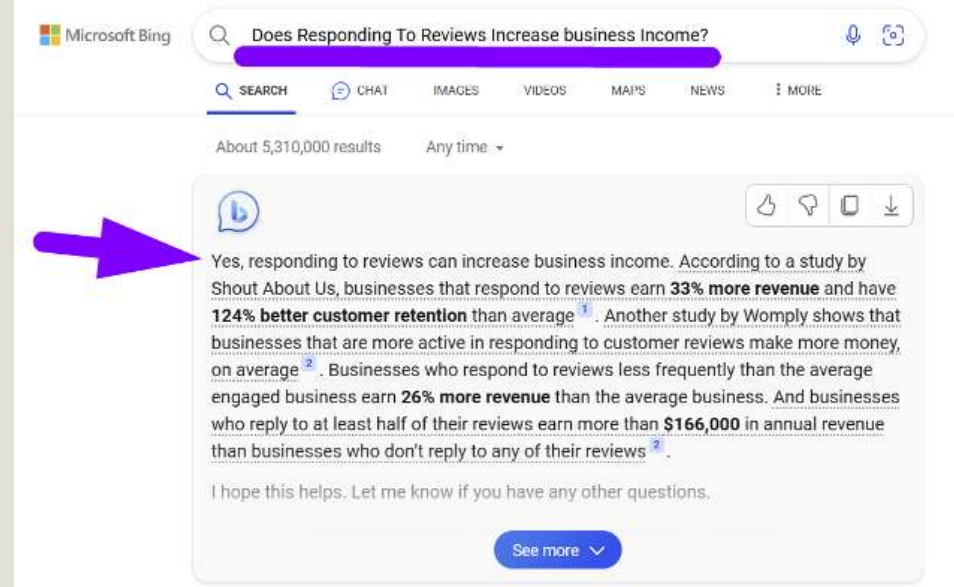 Microsoft Bing
Does Responding To Reviews Increase business Income?
SEARCH CHAT IMAGES VIDEOS MAPS NEWS MORE
About 5,310,000 results Any time
Yes, responding to reviews can increase business income. According to a study by
Shout About Us, businesses that respond to reviews earn 33% more revenue and have
124% better customer retention than average 1 . Another study by Womply shows that
businesses that are more active in responding to customer reviews make more money,
on average 2 . Businesses who respond to reviews less frequently than the average
engaged business earn 26% more revenue than the average business. And businesses
who reply to at least half of their reviews earn more than $166,000 in annual revenue
than businesses who don't reply to any of their reviews 2 .
I hope this helps. Let me know if you have any other questions.
See more